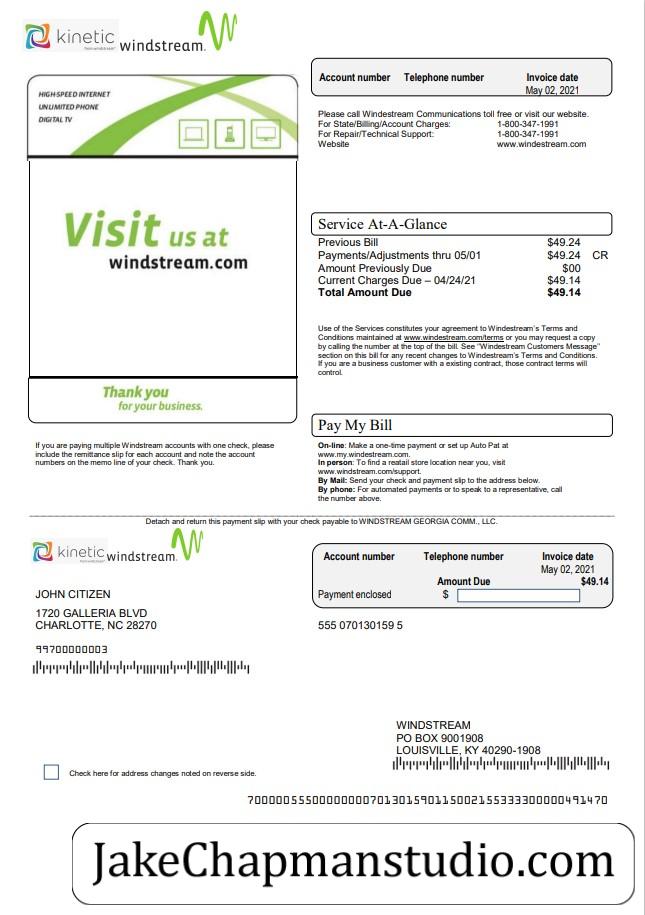 kinetic windstream.
from windstream
HIGH-SPEED INTERNET
UNLIMITED PHONE
DIGITAL TV
Visit us at
windstream.com
Thank you
for your business.
If you are paying multiple Windstream accounts with one check, please
include the remittance slip for each account and note the account
numbers on the memo line of your check. Thank you.
Account number Telephone number Invoice date
May 02, 2021
Please call Windestream Communications toll free or visit our website.
For State/Billing/Account Charges: 1-800-347-1991
For Repair/Technical Support: 1-800-347-1991
Website www.windestream.com
Service At-A-Glance
Previous Bill $49.24
Payments/Adjustments thru 05/01 $49.24 CR
Amount Previously Due $00
Current Charges Due – 04/24/21 $49.14
Total Amount Due $49.14
Use of the Services constitutes your agreement to Windestream's Terms and
Conditions maintained at www.windestream.com/terms or you may request a copy
by calling the number at the top of the bill. See "Windestream Customers Message"
section on this bill for any recent changes to Windestream's Terms and Conditions.
If you are a business customer with a existing contract, those contract terms will
control.
Pay My Bill
On-line: Make a one-time payment or set up Auto Pat at
www.my.windestream.com.
In person: To find a reatail store location near you, visit
www.windestream.com/support.
By Mail: Send your check and payment slip to the address below.
By phone: For automated payments or to speak to a representative, call
the number above.
Detach and return this payment slip with your check payable to WINDSTREAM GEORGIA COMM., LLC.
kinetic windstream.
from windstream
Account number Telephone number Invoice date
May 02, 2021
Amount Due $49.14
Payment enclosed $
JOHN CITIZEN
1720 GALLERIA BLVD
CHARLOTTE, NC 28270
99700000003
555 070130159 5
WINDSTREAM
PO BOX 9001908
LOUISVILLE, KY 40290-1908
Check here for address changes noted on reverse side.
70000055500000000701301590115002155333300000491470
JakeChapmanstudio.com